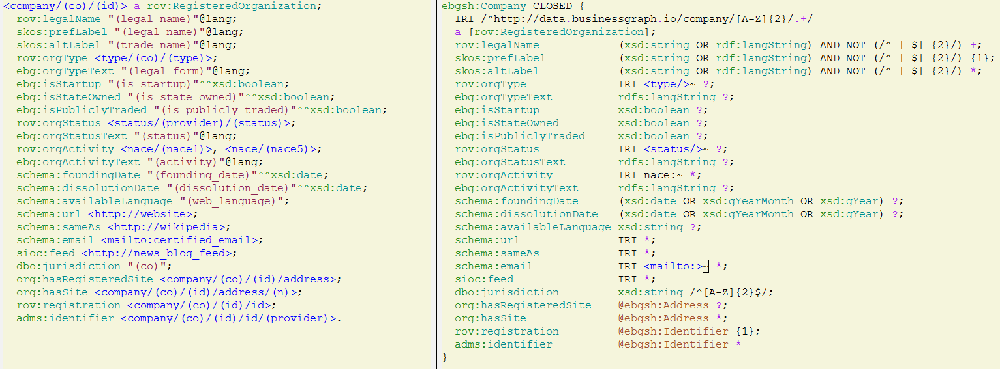 <company/(co)/(id)> a rov:RegisteredOrganization;
  rov:legalName "(legal_name)"@lang;
  skos:prefLabel "(legal_name)"@lang;
  skos:altLabel "(trade_name)"@lang;
  rov:orgType <type/(co)/(type)>;
  ebg:orgTypeText "(legal_form)"@lang;
  ebg:isStartup "(is_startup)"^^xsd:boolean;
  ebg:isStateOwned "(is_state_owned)"^^xsd:boolean;
  ebg:isPubliclyTraded "(is_publicly_traded)"^^xsd:boolean;
  rov:orgStatus <status/(provider)/(status)>;
  ebg:orgStatusText "(status)"@lang;
  rov:orgActivity <nace/(nace1)>, <nace/(nace5)>;
  ebg:orgActivityText "(activity)"@lang;
  schema:foundingDate "(founding_date)"^^xsd:date;
  schema:dissolutionDate "(dissolution_date)"^^xsd:date;
  schema:availableLanguage "(web_language)";
  schema:url <http://website>;
  schema:sameAs <http://wikipedia>;
  schema:email <mailto:certified_email>;
  sioc:feed <http://news_blog_feed>;
  dbo:jurisdiction "(co)";
  org:hasRegisteredSite <company/(co)/(id)/address>;
  org:hasSite <company/(co)/(id)/address/(n)>;
  rov:registration <company/(co)/(id)/id>;
  adms:identifier <company/(co)/(id)/id/(provider)>.
ebgsh:Company CLOSED {
  IRI /^http://data.businessgraph.io/company/[A-Z]{2}/.+/
  a [rov:RegisteredOrganization];
  rov:legalName            (xsd:string OR rdf:langString) AND NOT (/^ | $| {2}/) +;
  skos:prefLabel           (xsd:string OR rdf:langString) AND NOT (/^ | $| {2}/) {1};
  skos:altLabel            (xsd:string OR rdf:langString) AND NOT (/^ | $| {2}/) *;
  rov:orgType              IRI <type/>~ ?;
  ebg:orgTypeText          rdfs:langString ?;
  ebg:isStartup            xsd:boolean ?;
  ebg:isStateOwned         xsd:boolean ?;
  ebg:isPubliclyTraded     xsd:boolean ?;
  rov:orgStatus            IRI <status/>~ ?;
  ebg:orgStatusText        rdfs:langString ?;
  rov:orgActivity          IRI nace:~ *;
  ebg:orgActivityText      rdfs:langString ?;
  schema:foundingDate      (xsd:date OR xsd:gYearMonth OR xsd:gYear) ?;
  schema:dissolutionDate   (xsd:date OR xsd:gYearMonth OR xsd:gYear) ?;
  schema:availableLanguage xsd:string ?;
  schema:url               IRI *;
  schema:sameAs            IRI *;
  schema:email             IRI <mailto:>~ *;
  sioc:feed                IRI *;
  dbo:jurisdiction         xsd:string /^[A-Z]{2}$/;
  org:hasRegisteredSite    @ebgsh:Address ?;
  org:hasSite              @ebgsh:Address *;
  rov:registration         @ebgsh:Identifier {1};
  adms:identifier          @ebgsh:Identifier *
}